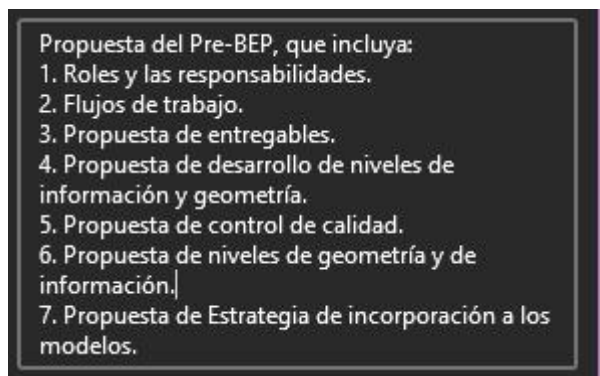 Propuesta del Pre-BEP, que incluya:
1. Roles y las responsabilidades.
2. Flujos de trabajo.
3. Propuesta de entregables.
4. Propuesta de desarrollo de niveles de
información y geometría.
5. Propuesta de control de calidad.
6. Propuesta de niveles de geometría y de
información.
7. Propuesta de Estrategia de incorporación a los
modelos.